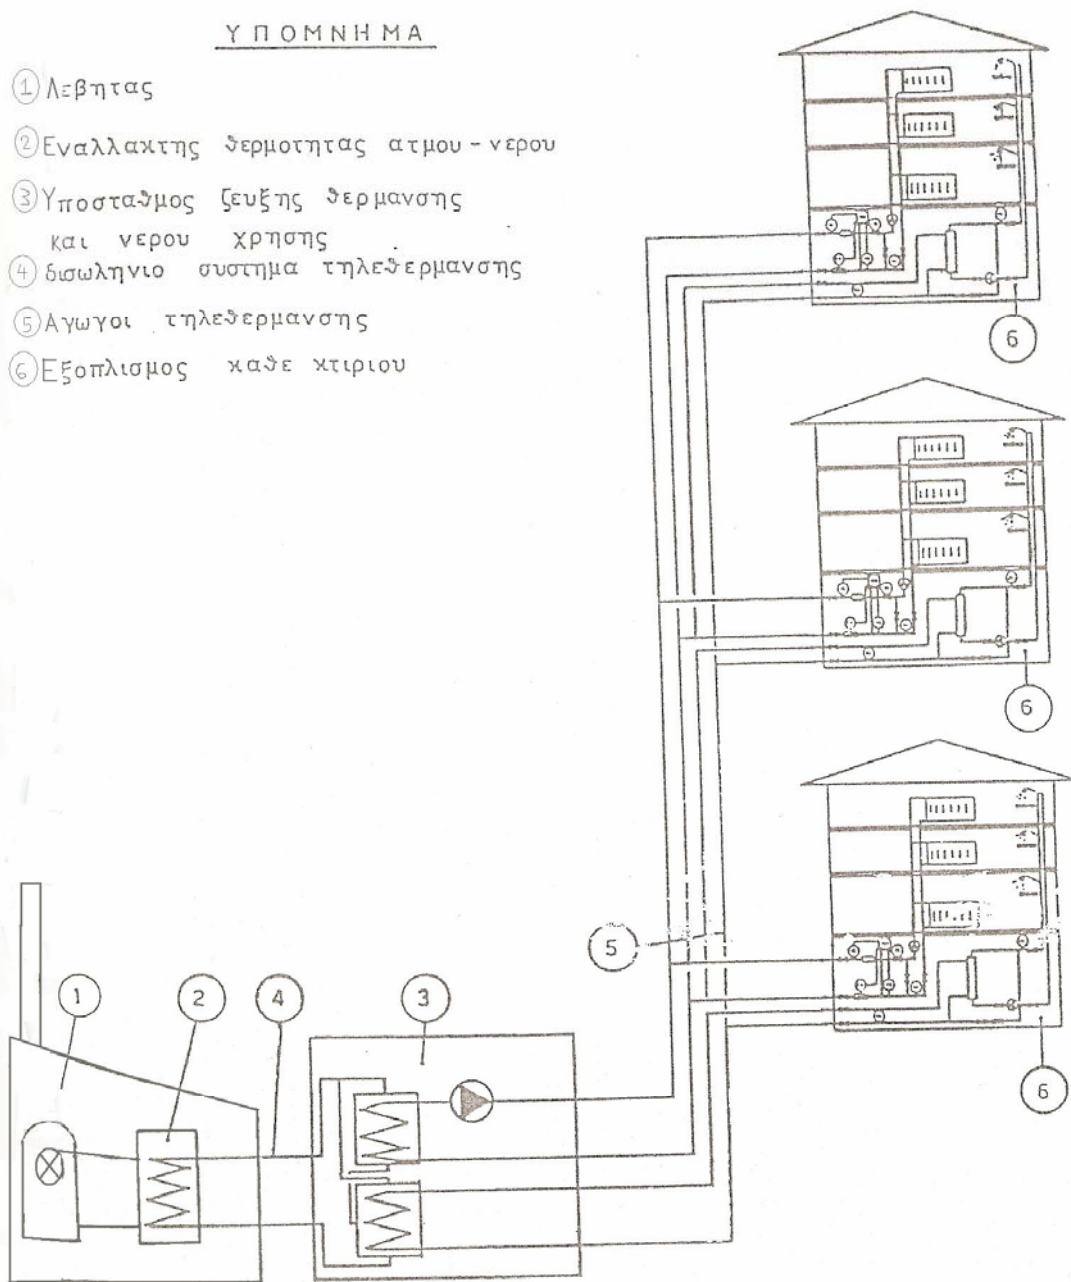 ΥΠΟΜΝΗΜΑ
① Λεβητας
② Εναλλακτης θερμοτητας ατμου - νερου
③ Υποσταθμος ζευξης θερμανσης
και νερου χρησης
④ δισωληνιο συστημα τηλεθερμανσης
⑤ Αγωγοι τηλεθερμανσης
⑥ Εξοπλισμος καθε κτιριου
6
6
5
1
2
4
3
6